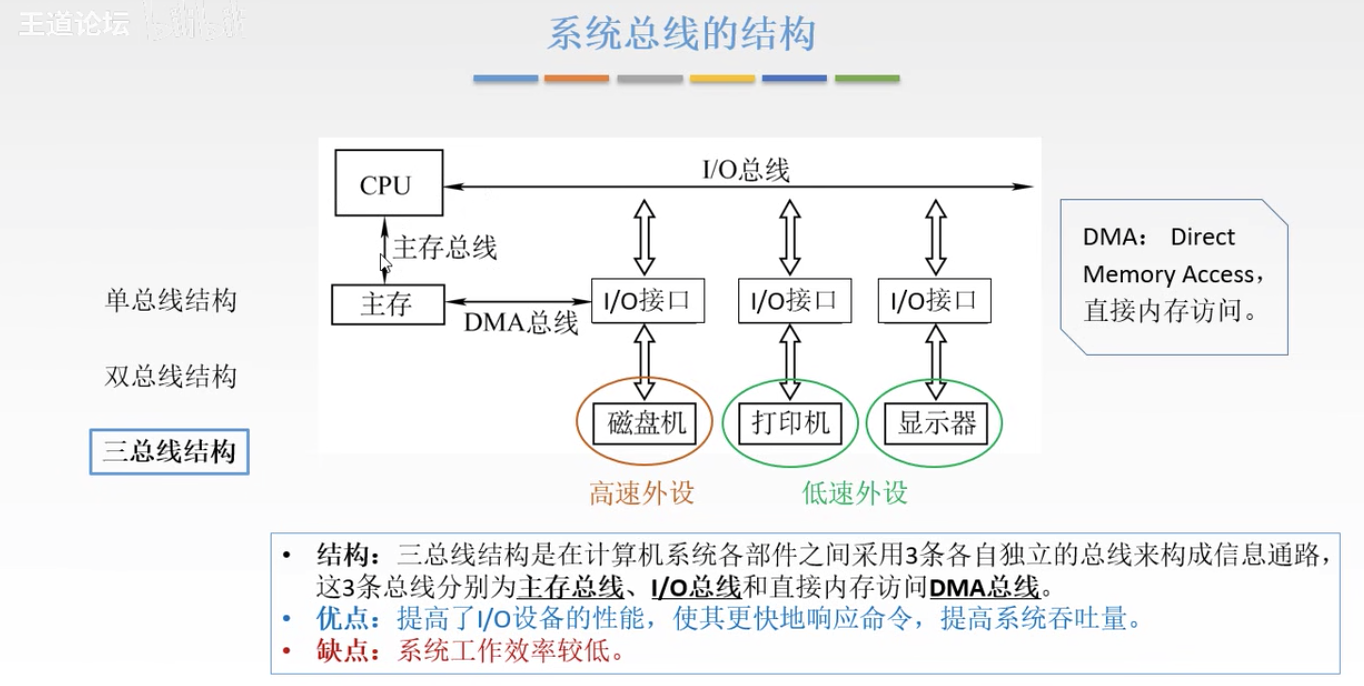 王道论坛
系统总线的结构
CPU
I/O总线
主存总线
主存
DMA总线
I/O接口
I/O接口
I/O接口
磁盘机
打印机
显示器
高速外设
低速外设
DMA： Direct
Memory Access，
直接内存访问。
单总线结构
双总线结构
三总线结构
• 结构：三总线结构是在计算机系统各部件之间采用3条各自独立的总线来构成信息通路，
这3条总线分别为主存总线、I/O总线和直接内存访问DMA总线。
• 优点：提高了I/O设备的性能，使其更快地响应命令，提高系统吞吐量。
• 缺点：系统工作效率较低。